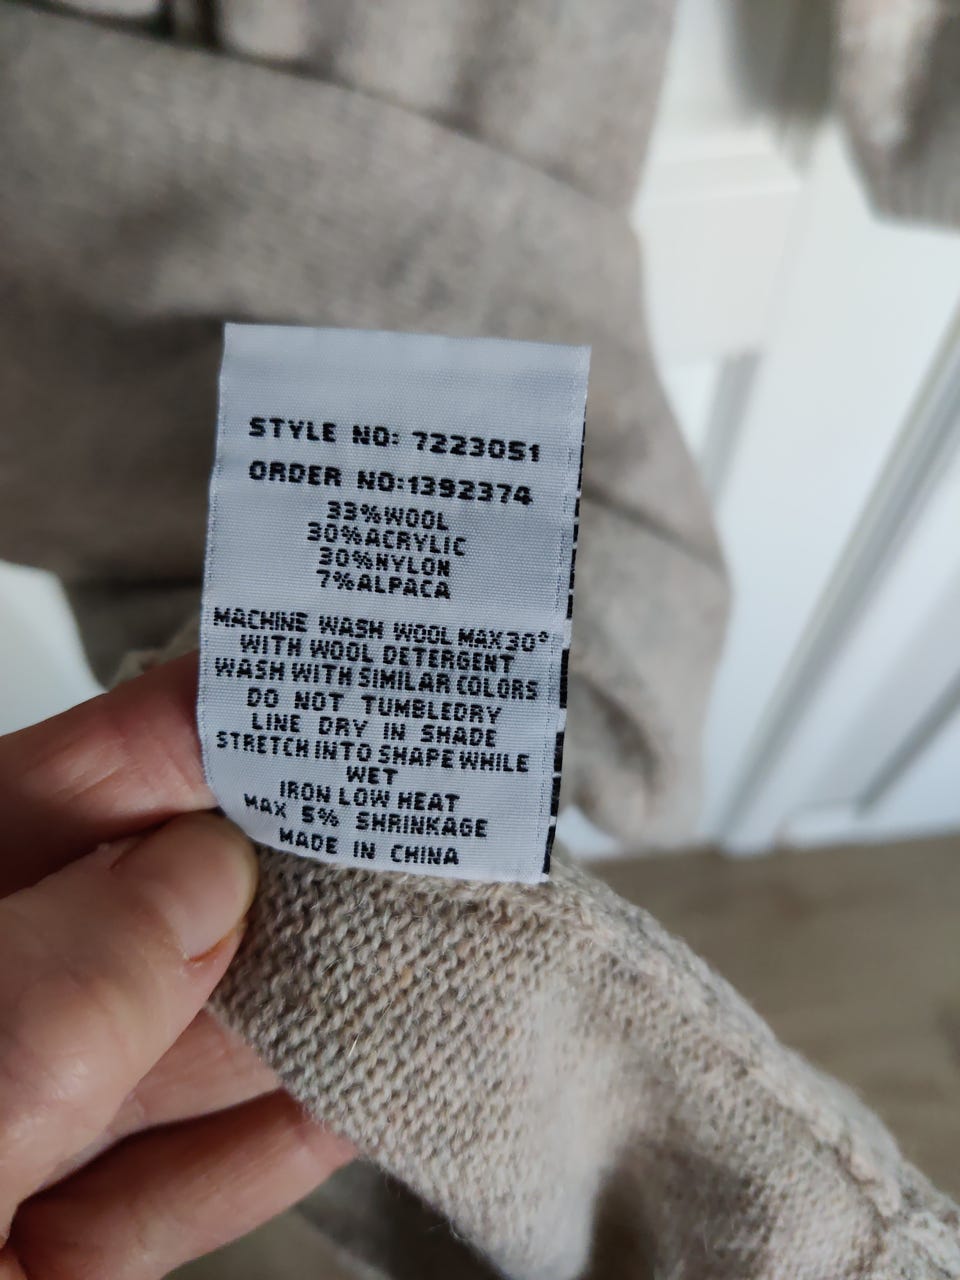 STYLE NO: 7223051
ORDER NO:1392374
33%WOOL
30%ACRYLIC
30%NYLON
7%ALPACA
MACHINE WASH WOOL MAX30°
WITH WOOL DETERGENT
WASH WITH SIMILAR COLORS
DO NOT TUMBLEDRY
LINE DRY IN SHADE
STRETCH INTO SHAPE WHILE
WET
IRON LOW HEAT
MAX 5% SHRINKAGE
MADE IN CHINA